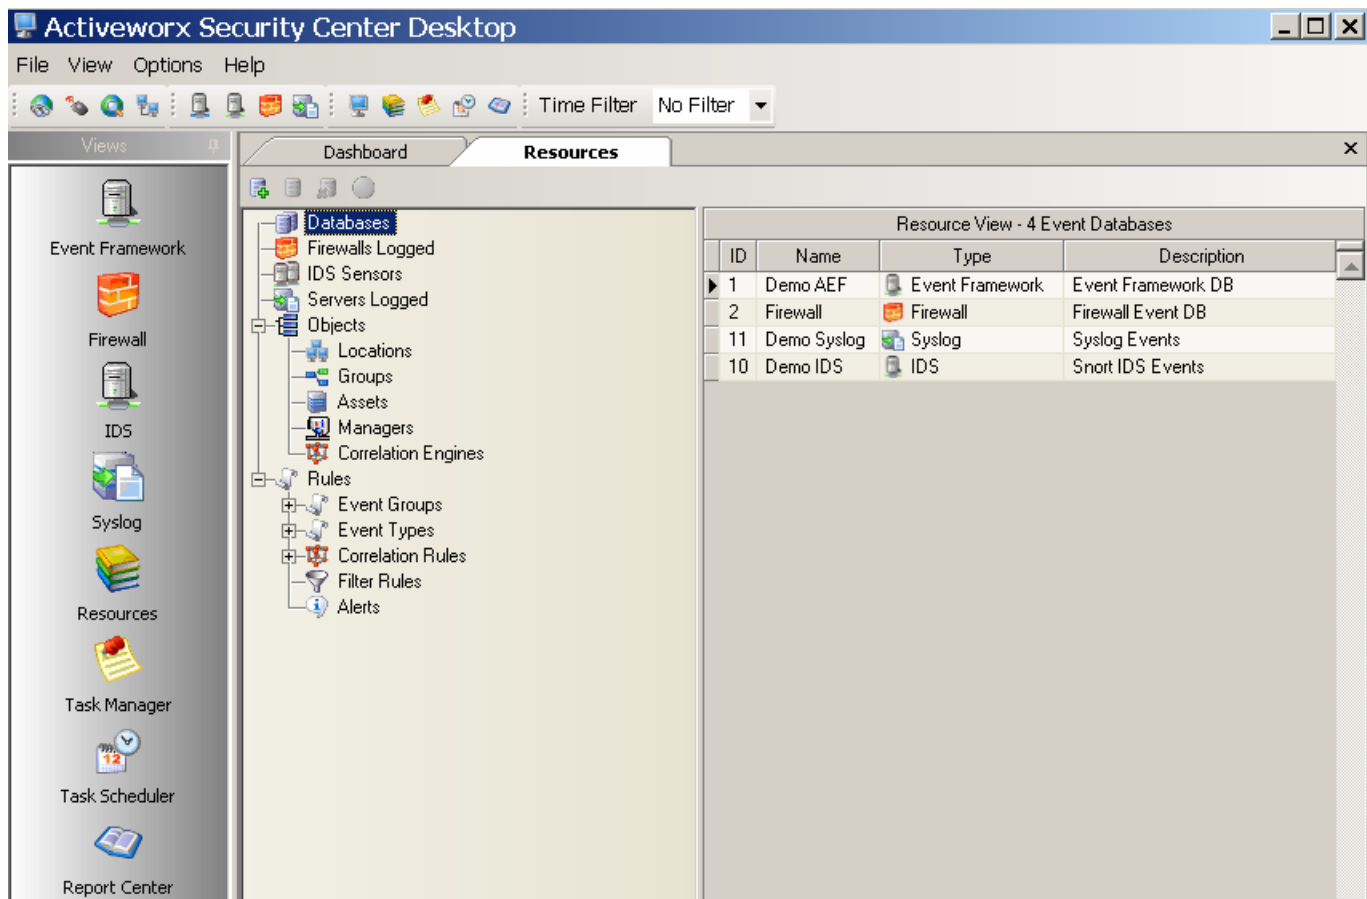 Activeworx Security Center Desktop
File View Options Help
Time Filter No Filter
Views
Event Framework
Firewall
IDS
Syslog
Resources
Task Manager
12
Task Scheduler
Report Center
Dashboard Resources
Databases
Firewalls Logged
IDS Sensors
Servers Logged
Objects
Locations
Groups
Assets
Managers
Correlation Engines
Rules
Event Groups
Event Types
Correlation Rules
Filter Rules
Alerts
Resource View - 4 Event Databases
ID Name Type Description
1 Demo AEF Event Framework Event Framework DB
2 Firewall Firewall Firewall Event DB
11 Demo Syslog Syslog Syslog Events
10 Demo IDS IDS Snort IDS Events